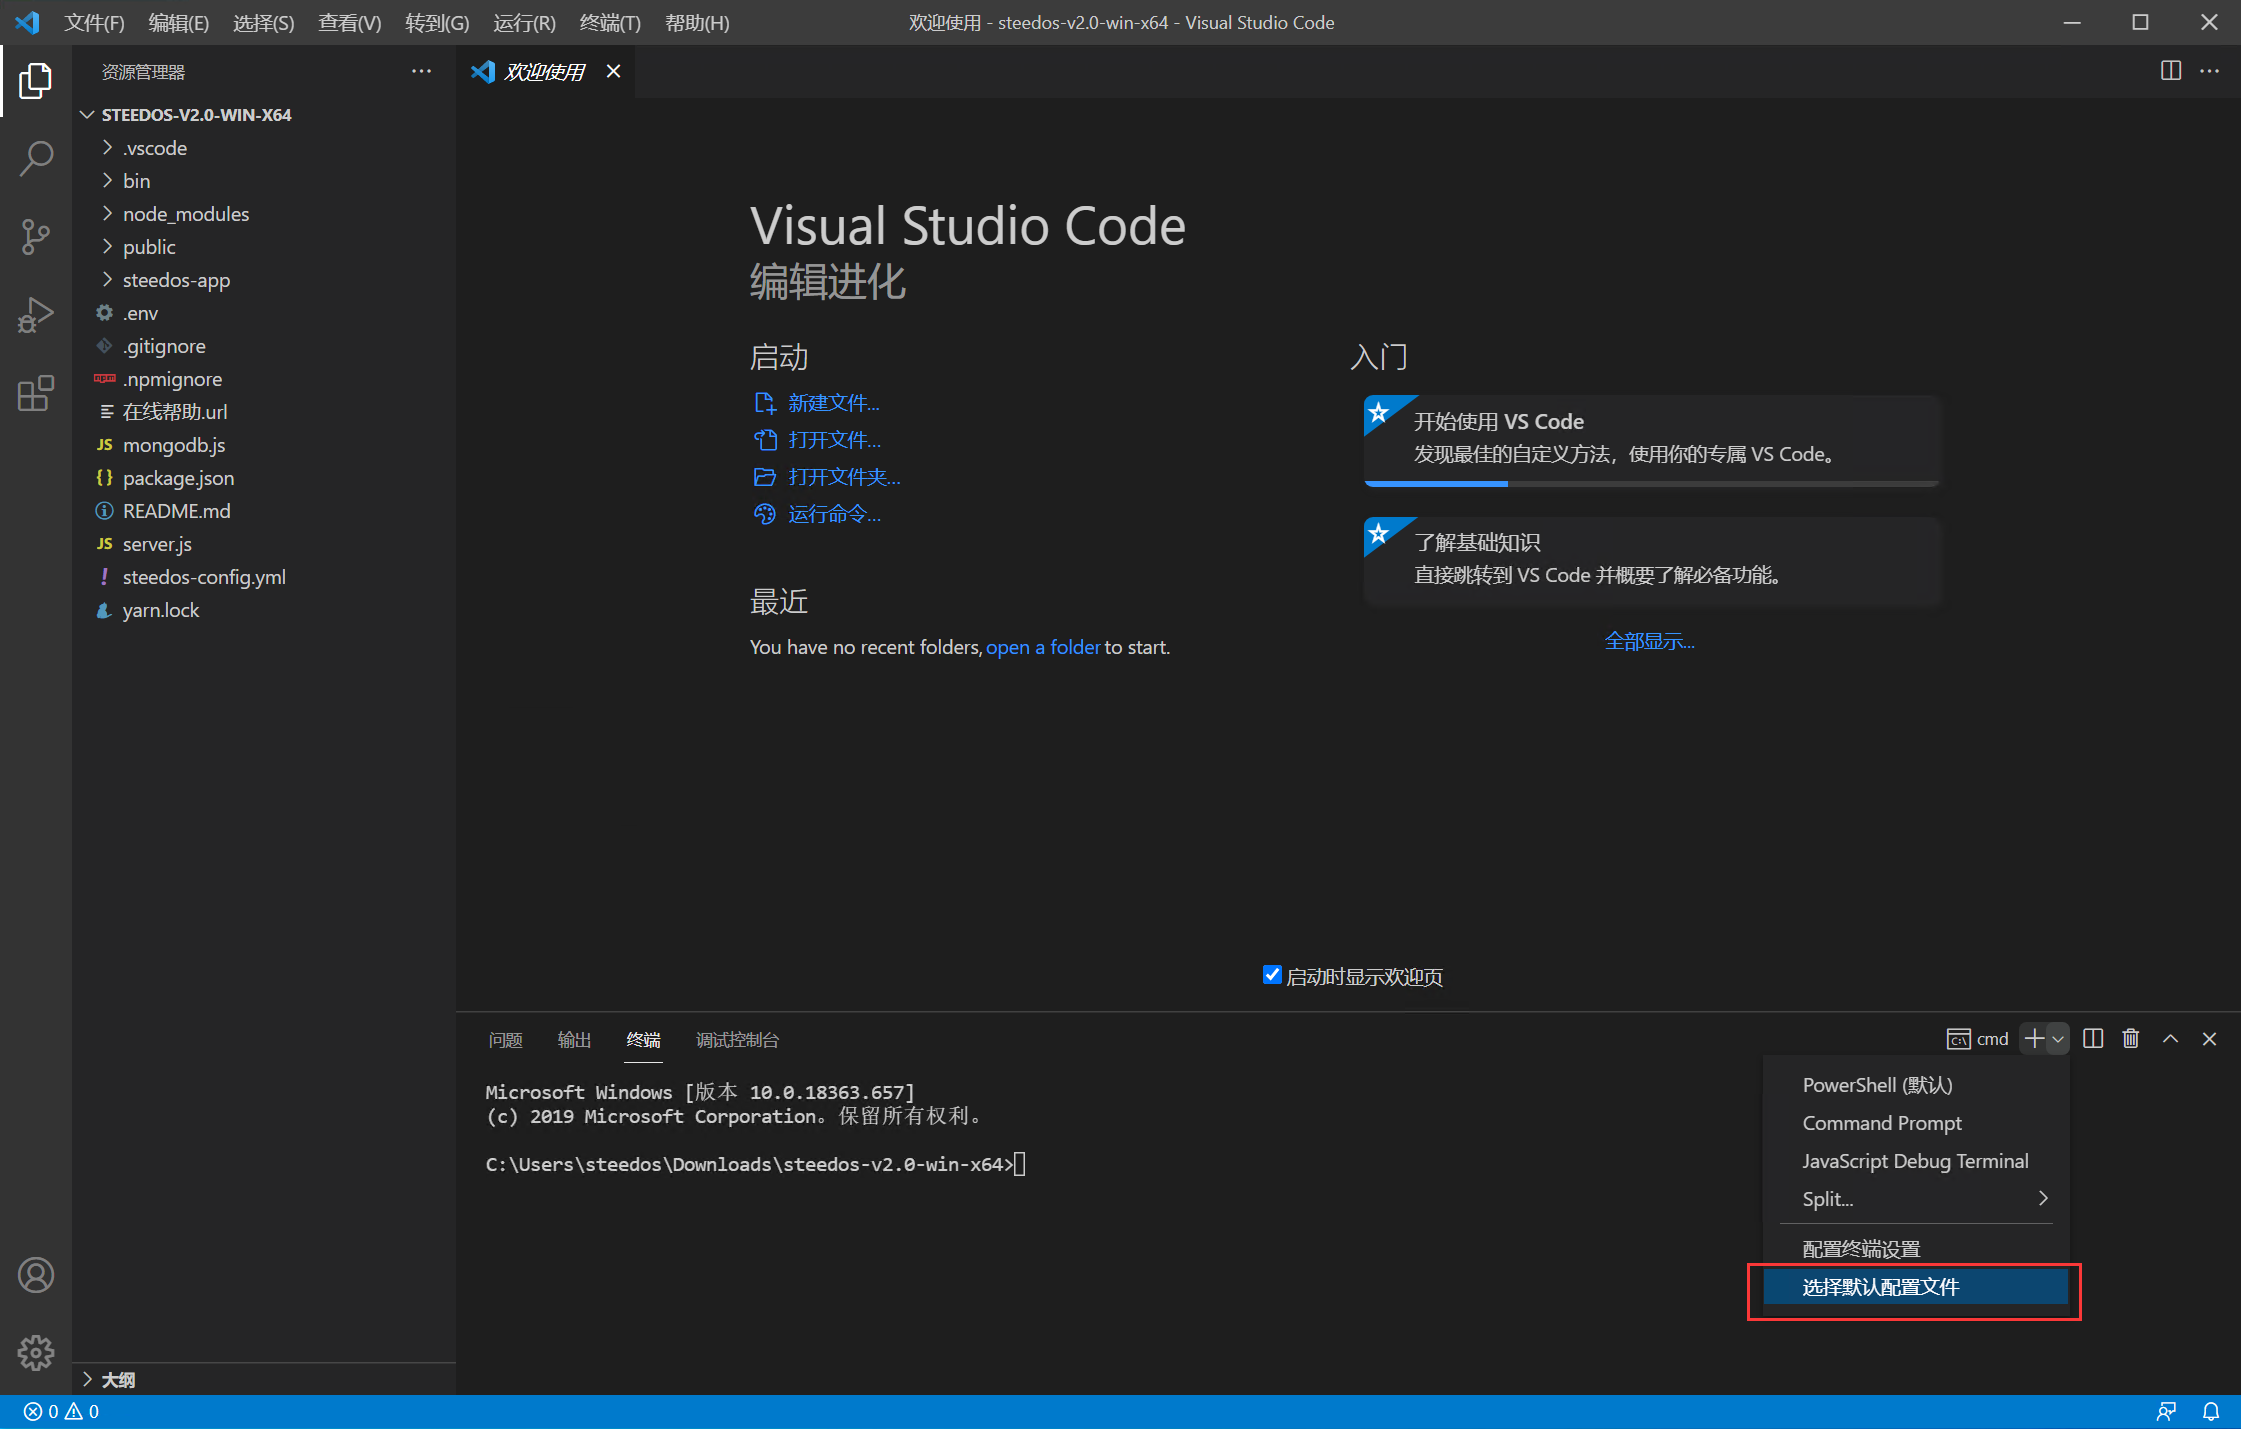 文件(F) 编辑(E) 选择(S) 查看(V) 转到(G) 运行(R) 终端(T) 帮助(H) 欢迎使用 - steedos-v2.0-win-x64 - Visual Studio Code
资源管理器
欢迎使用
STEEDOS-V2.0-WIN-X64
.vscode
bin
node_modules
public
steedos-app
.env
.gitignore
.npmignore
在线帮助.url
JS mongodb.js
{} package.json
README.md
JS server.js
! steedos-config.yml
yarn.lock
大纲
Visual Studio Code
编辑进化
启动
新建文件...
打开文件...
打开文件夹...
运行命令...
最近
You have no recent folders, open a folder to start.
入门
开始使用 VS Code
发现最佳的自定义方法，使用你的专属 VS Code。
了解基础知识
直接跳转到 VS Code 并概要了解必备功能。
全部显示...
启动时显示欢迎页
问题 输出 终端 调试控制台
cmd
Microsoft Windows [版本 10.0.18363.657]
(c) 2019 Microsoft Corporation。保留所有权利。
C:\Users\steedos\Downloads\steedos-v2.0-win-x64>
PowerShell (默认)
Command Prompt
JavaScript Debug Terminal
Split...
配置终端设置
选择默认配置文件
0 0